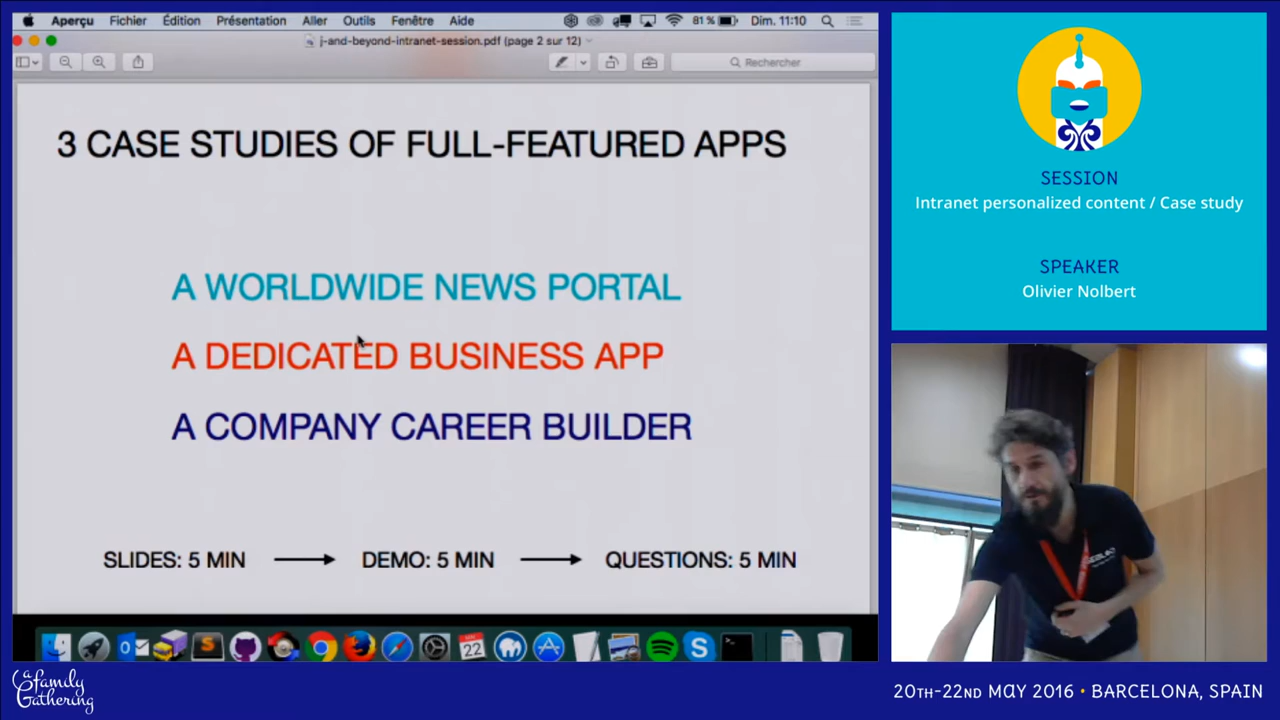 Aperçu Fichier Édition Présentation Aller Outils Fenêtre Aide 81 % Dim. 11:10
j-and-beyond-intranet-session.pdf (page 2 sur 12)
Rechercher
3 CASE STUDIES OF FULL-FEATURED APPS
A WORLDWIDE NEWS PORTAL
A DEDICATED BUSINESS APP
A COMPANY CAREER BUILDER
SLIDES: 5 MIN DEMO: 5 MIN QUESTIONS: 5 MIN
MAI
22
SESSION
Intranet personalized content / Case study
SPEAKER
Olivier Nolbert
a family
Gathering
20TH-22ND MAY 2016 • BARCELONA, SPAIN